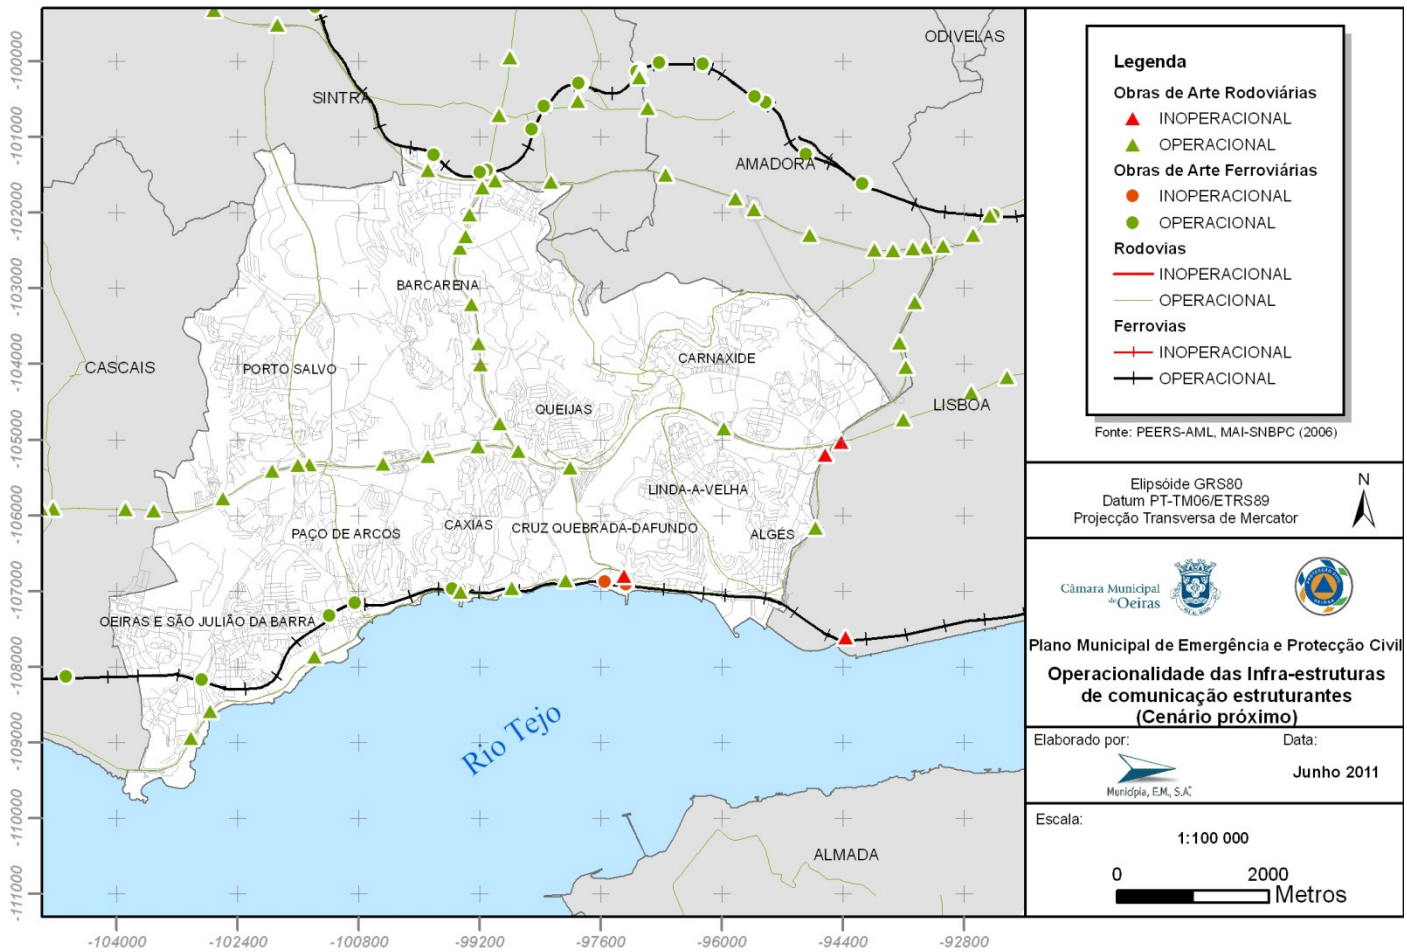 ODIVELAS
SINTRA
AMADORA
BARCARENA
CASCAIS
PORTO SALVO
CARNAXIDE
QUEIJAS
LISBOA
LINDA-A-VELHA
PAÇO DE ARCOS
CAXIAS
CRUZ QUEBRADA-DAFUNDO
ALGÉS
OEIRAS E SÃO JULIÃO DA BARRA
Rio Tejo
ALMADA
-100000
-101000
-102000
-103000
-104000
-105000
-106000
-107000
-108000
-109000
-110000
-111000
-104000
-102400
-100800
-99200
-97600
-96000
-94400
-92800
Legenda
Obras de Arte Rodoviárias
INOPERACIONAL
OPERACIONAL
Obras de Arte Ferroviárias
INOPERACIONAL
OPERACIONAL
Rodovias
INOPERACIONAL
OPERACIONAL
Ferrovias
INOPERACIONAL
OPERACIONAL
Fonte: PEERS-AML, MAI-SNBPC (2006)
Elipsóide GRS80
Datum PT-TM06/ETRS89
Projecção Transversa de Mercator
N
Câmara Municipal
de Oeiras
Plano Municipal de Emergência e Protecção Civil
Operacionalidade das Infra-estruturas
de comunicação estruturantes
(Cenário próximo)
Elaborado por:
Municípia, E.M., S.A.
Data:
Junho 2011
Escala:
1:100 000
0 2000
Metros